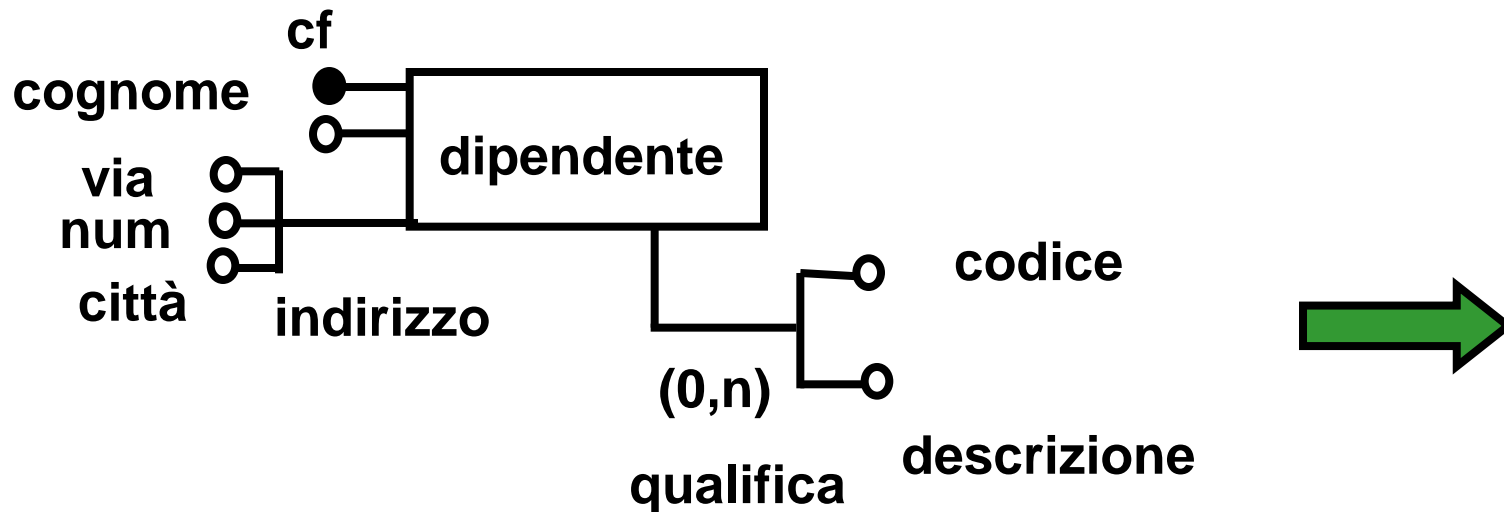 cf
cognome
dipendente
via
num
città
indirizzo
codice
(0,n)
descrizione
qualifica